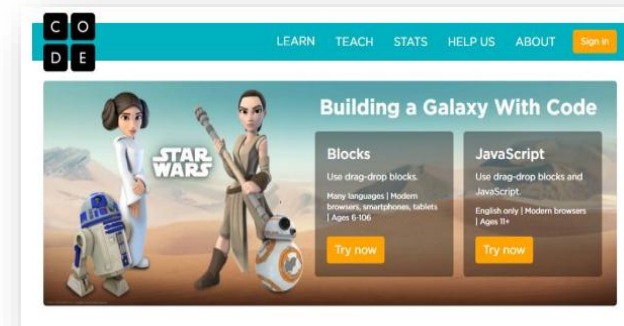 C O
D E
LEARN TEACH STATS HELP US ABOUT Sign in
STAR
WARS
Building a Galaxy With Code
Blocks
Use drag-drop blocks.
Many languages | Modern
browsers, smartphones, tablets
| Ages 6-106
Try now
JavaScript
Use drag-drop blocks and
JavaScript.
English only | Modern browsers
| Ages 11+
Try now